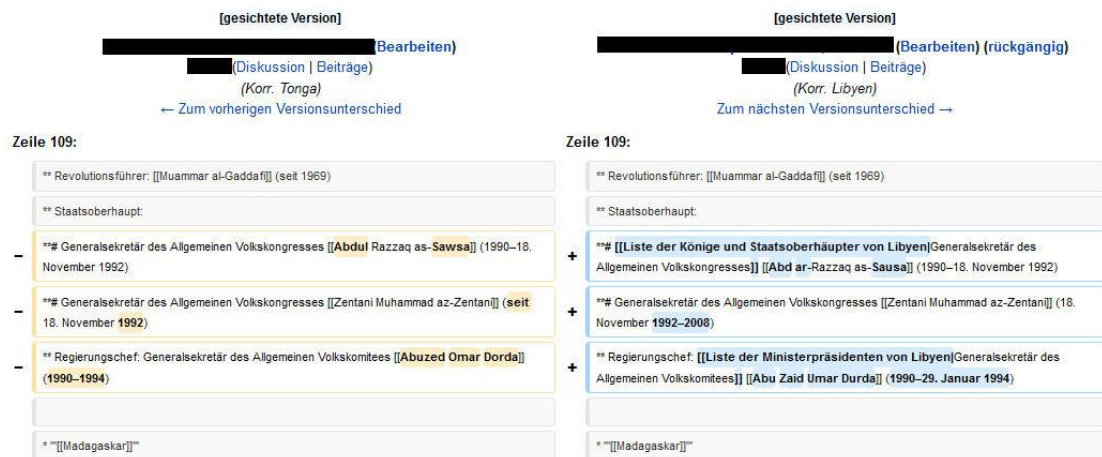 [gesichtete Version]
(Bearbeiten)
(Diskussion | Beiträge)
(Korr. Tonga)
← Zum vorherigen Versionsunterschied
[gesichtete Version]
(Bearbeiten) (rückgängig)
(Diskussion | Beiträge)
(Korr. Libyen)
Zum nächsten Versionsunterschied →
Zeile 109:
Zeile 109:
** Revolutionsführer: [[Muammar al-Gaddafi]] (seit 1969)
** Revolutionsführer: [[Muammar al-Gaddafi]] (seit 1969)
** Staatsoberhaupt:
** Staatsoberhaupt:
− **# Generalsekretär des Allgemeinen Volkskongresses [[Abdul Razzaq as-Sawsa]] (1990–18.
November 1992)
+ **# [[Liste der Könige und Staatsoberhäupter von Libyen|Generalsekretär des
Allgemeinen Volkskongresses]] [[Abd ar-Razzaq as-Sausa]] (1990–18. November 1992)
− **# Generalsekretär des Allgemeinen Volkskongresses [[Zentani Muhammad az-Zentani]] (seit
18. November 1992)
+ **# Generalsekretär des Allgemeinen Volkskongresses [[Zentani Muhammad az-Zentani]] (18.
November 1992–2008)
− ** Regierungschef: Generalsekretär des Allgemeinen Volkskomitees [[Abuzed Omar Dorda]]
(1990–1994)
+ ** Regierungschef: [[Liste der Ministerpräsidenten von Libyen|Generalsekretär des
Allgemeinen Volkskomitees]] [[Abu Zaid Umar Durda]] (1990–29. Januar 1994)
* '''[[Madagaskar]]'''
* '''[[Madagaskar]]'''